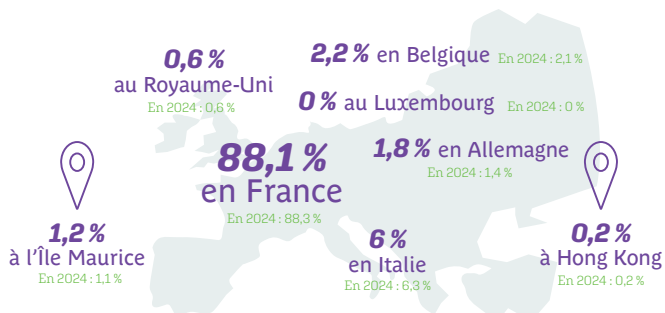 0,6 %
au Royaume-Uni
En 2024 : 0,6 %
2,2 % en Belgique En 2024 : 2,1 %
0 % au Luxembourg En 2024 : 0 %
88,1 %
en France
En 2024 : 88,3 %
1,8 % en Allemagne
En 2024 : 1,4 %
1,2 %
à l'Île Maurice
En 2024 : 1,1 %
6 %
en Italie
En 2024 : 6,3 %
0,2 %
à Hong Kong
En 2024 : 0,2 %